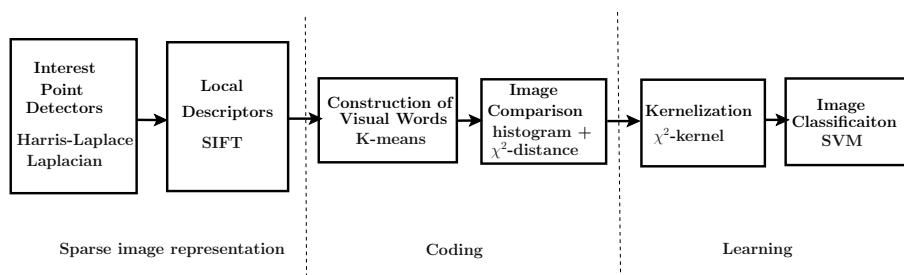 Interest
Point
Detectors
Harris-Laplace
Laplacian
Local
Descriptors
SIFT
Construction of
Visual Words
K-means
Image
Comparison
histogram +
χ²-distance
Kernelization
χ²-kernel
Image
Classificaiton
SVM
Sparse image representation
Coding
Learning